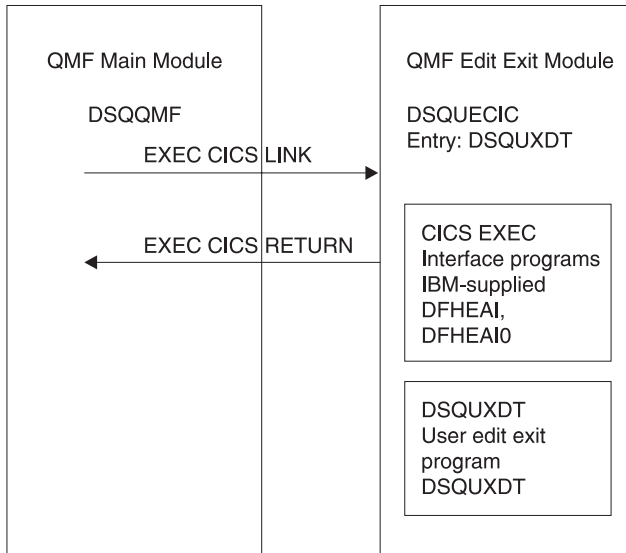 QMF Main Module
DSQQMF
EXEC CICS LINK
EXEC CICS RETURN
QMF Edit Exit Module
DSQUECIC
Entry: DSQUXDT
CICS EXEC
Interface programs
IBM-supplied
DFHEAI,
DFHEAI0
DSQUXDT
User edit exit
program
DSQUXDT